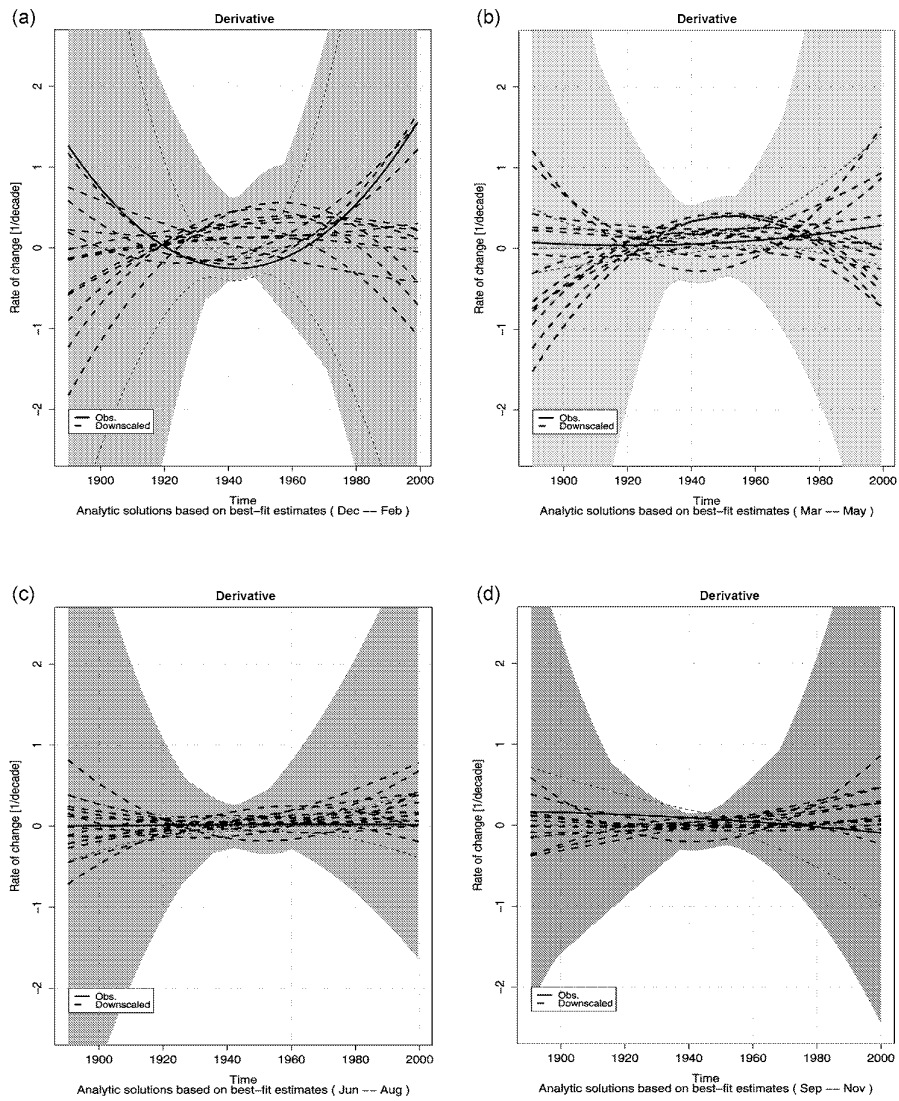 (a)
Derivative
Rate of change [1/decade]
2
1
0
−1
−2
Obs.
Downscaled
1900 1920 1940 1960 1980 2000
Time
Analytic solutions based on best−fit estimates ( Dec −− Feb )
(b)
Derivative
Rate of change [1/decade]
2
1
0
−1
−2
Obs.
Downscaled
1900 1920 1940 1960 1980 2000
Time
Analytic solutions based on best−fit estimates ( Mar −− May )
(c)
Derivative
Rate of change [1/decade]
2
1
0
−1
−2
Obs.
Downscaled
1900 1920 1940 1960 1980 2000
Time
Analytic solutions based on best−fit estimates ( Jun −− Aug )
(d)
Derivative
Rate of change [1/decade]
2
1
0
−1
−2
Obs.
Downscaled
1900 1920 1940 1960 1980 2000
Time
Analytic solutions based on best−fit estimates ( Sep −− Nov )